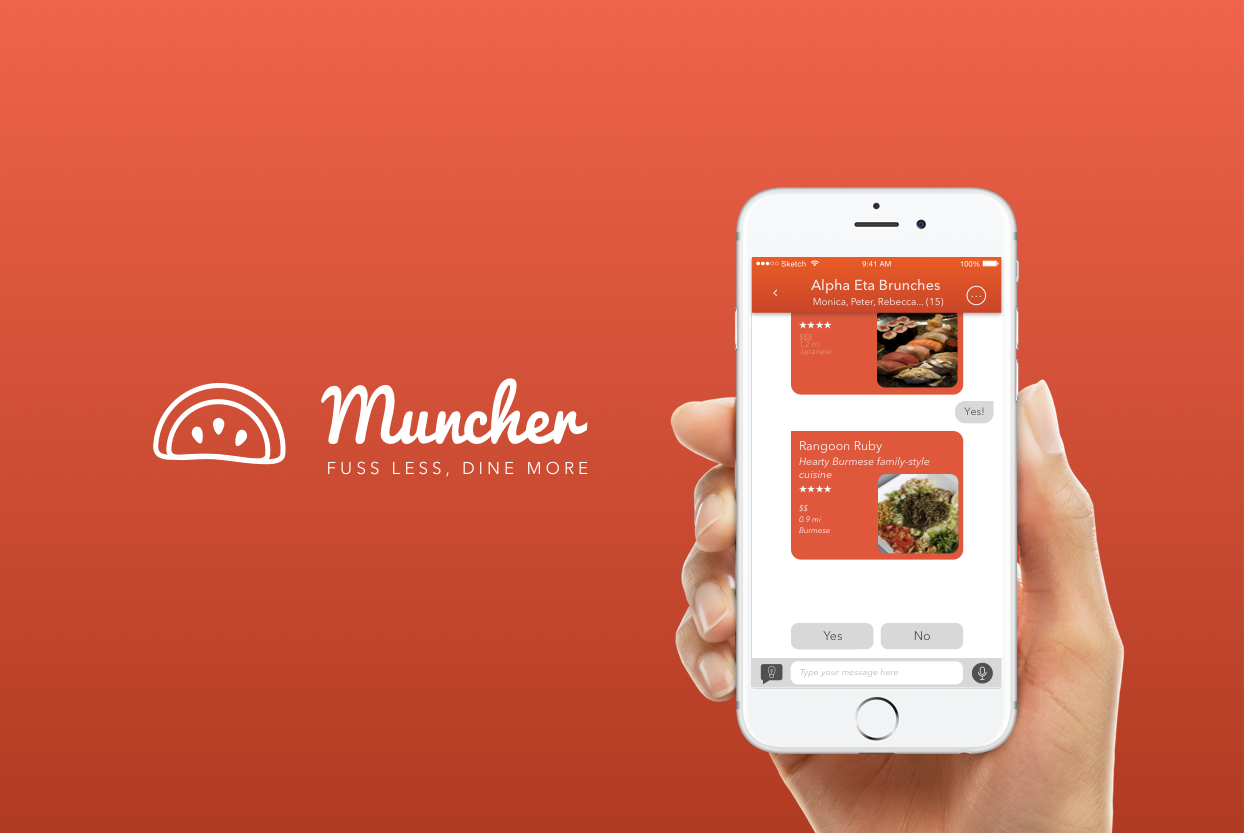 Muncher
FUSS LESS, DINE MORE
Sketch
9:41 AM
100%
Alpha Eta Brunches
Monica, Peter, Rebecca... (15)
★★★★
$$$
1.2 mi
Japanese
Yes!
Rangoon Ruby
Hearty Burmese family-style
cuisine
★★★★
$$
0.9 mi
Burmese
Yes
No
Type your message here